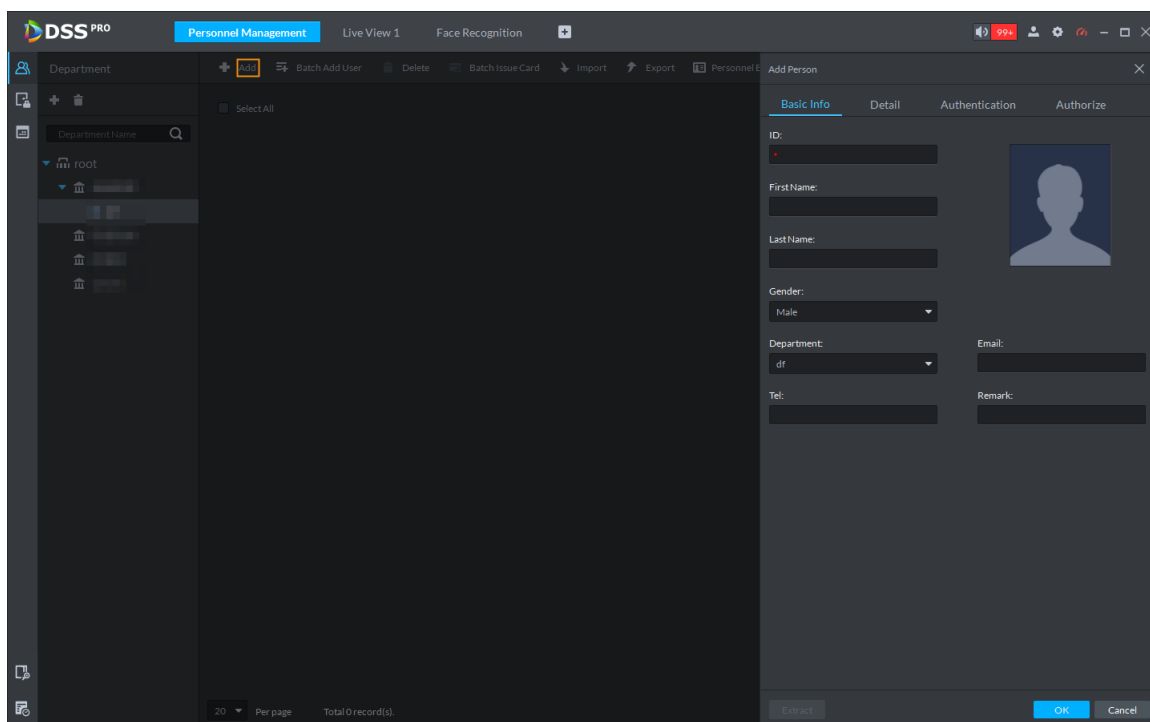 DSS PRO
Personnel Management Live View 1 Face Recognition 99+
Department
Department Name
root
Add Batch Add User Delete Batch Issue Card Import Export Personnel E
Select All
20 Per page Total 0 record(s).
Add Person
Basic Info Detail Authentication Authorize
ID:
First Name:
Last Name:
Gender:
Male
Department: Email:
df
Tel: Remark:
Extract OK Cancel